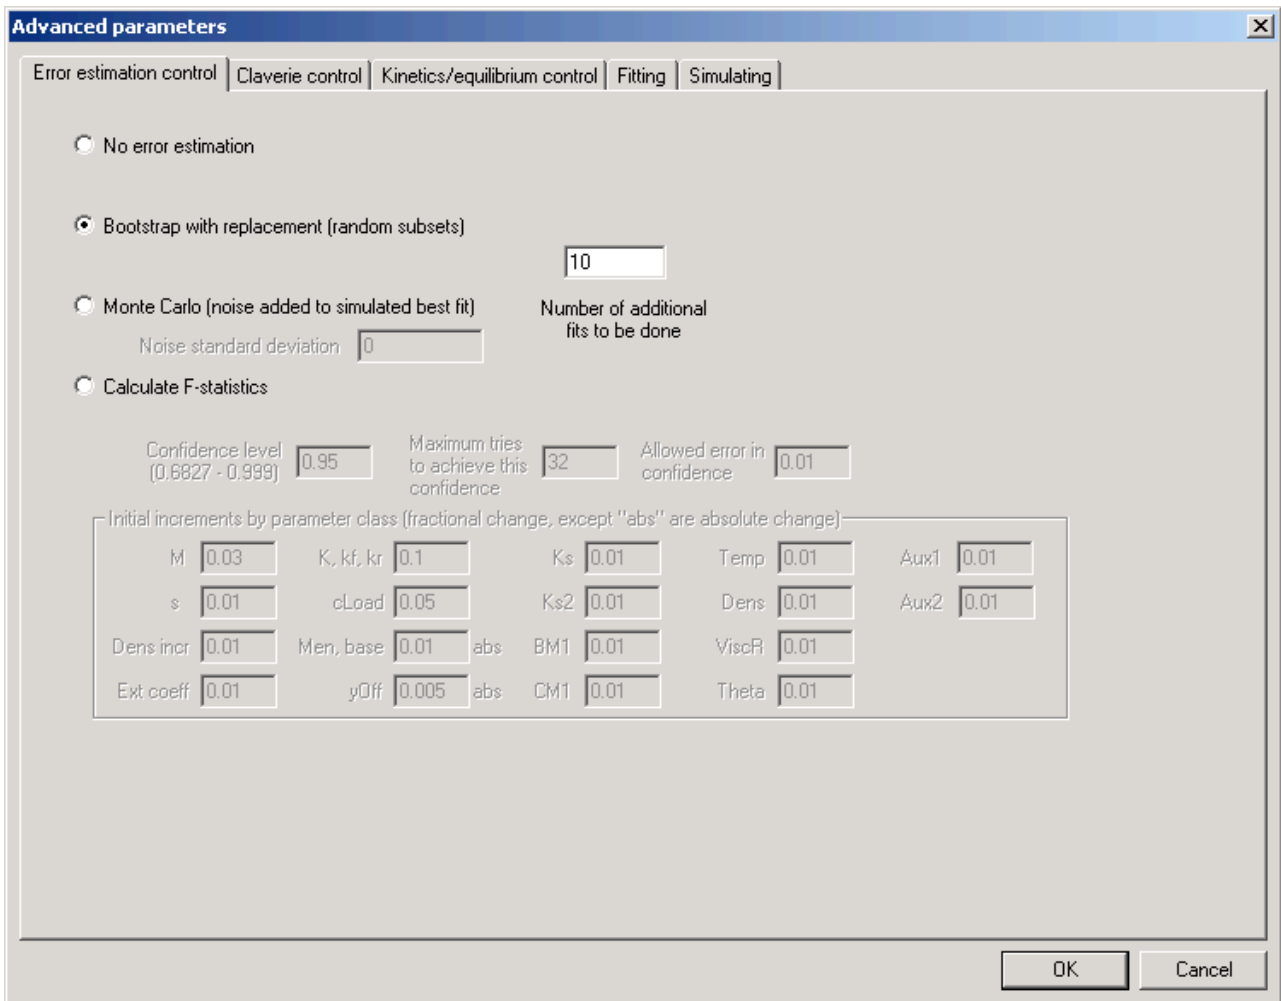 Advanced parameters
Error estimation control Claverie control Kinetics/equilibrium control Fitting Simulating
No error estimation
Bootstrap with replacement (random subsets)
10
Monte Carlo (noise added to simulated best fit)
Number of additional
fits to be done
Noise standard deviation 0
Calculate F-statistics
Confidence level
(0.6827 - 0.999)
0.95
Maximum tries
to achieve this
confidence
32
Allowed error in
confidence
0.01
Initial increments by parameter class (fractional change, except "abs" are absolute change)
M 0.03 K, kf, kr 0.1 Ks 0.01 Temp 0.01 Aux1 0.01
s 0.01 cLoad 0.05 Ks2 0.01 Dens 0.01 Aux2 0.01
Dens incr 0.01 Men, base 0.01 abs BM1 0.01 ViscR 0.01
Ext coeff 0.01 yOff 0.005 abs CM1 0.01 Theta 0.01
OK Cancel